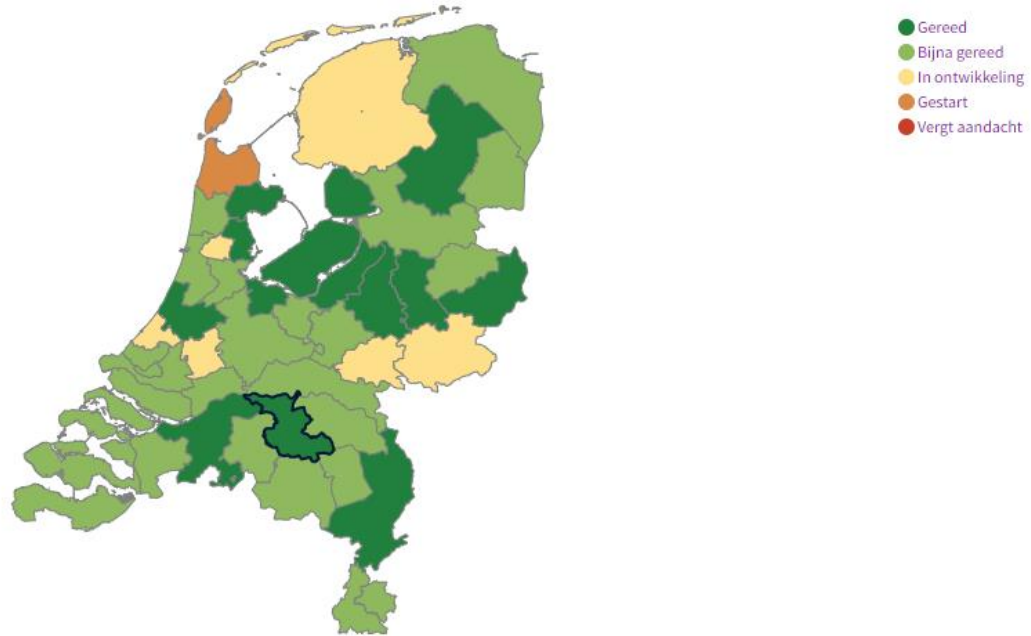 Gereed
Bijna gereed
In ontwikkeling
Gestart
Vergt aandacht